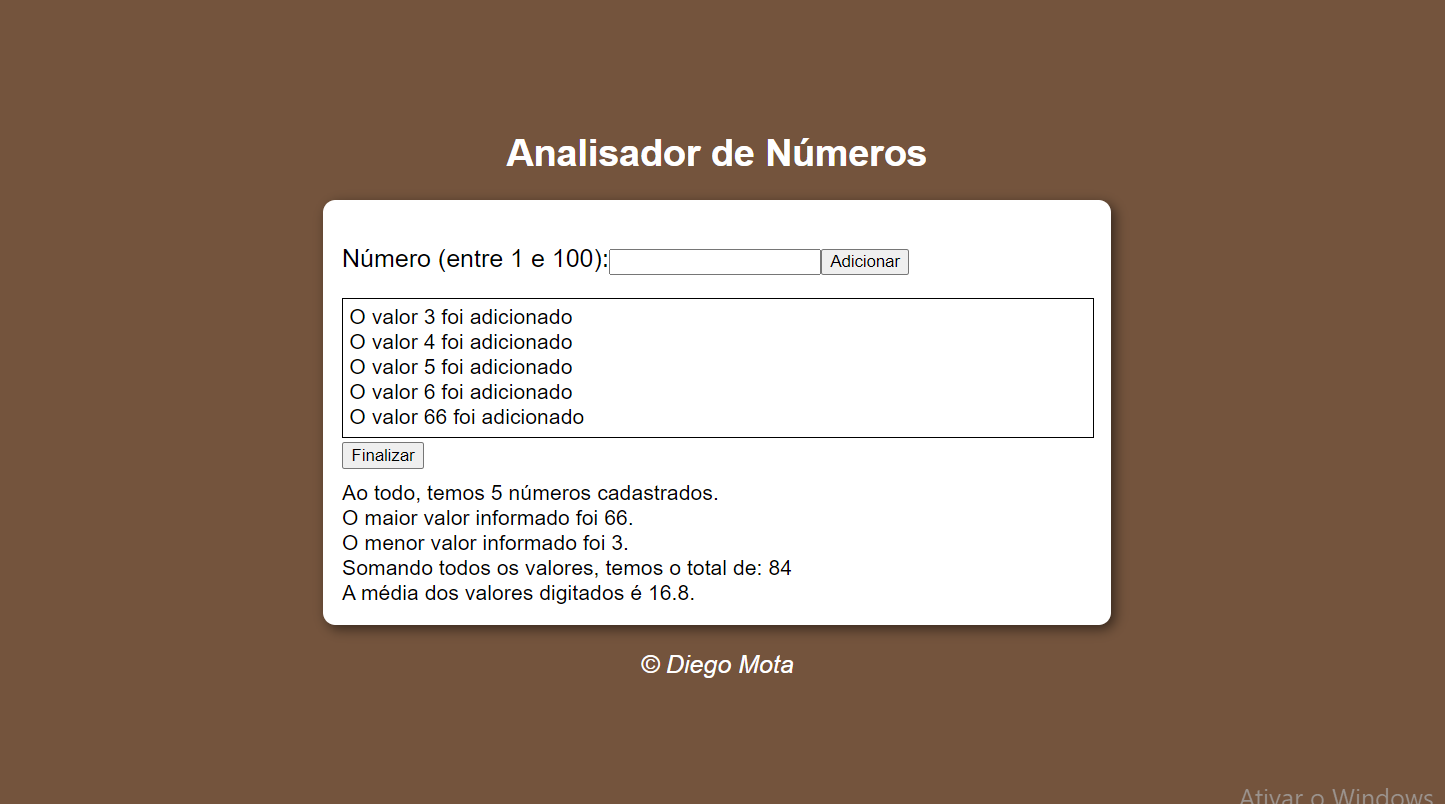 Analisador de Números
Número (entre 1 e 100): Adicionar
O valor 3 foi adicionado
O valor 4 foi adicionado
O valor 5 foi adicionado
O valor 6 foi adicionado
O valor 66 foi adicionado
Finalizar
Ao todo, temos 5 números cadastrados.
O maior valor informado foi 66.
O menor valor informado foi 3.
Somando todos os valores, temos o total de: 84
A média dos valores digitados é 16.8.
© Diego Mota
Ativar o Windows